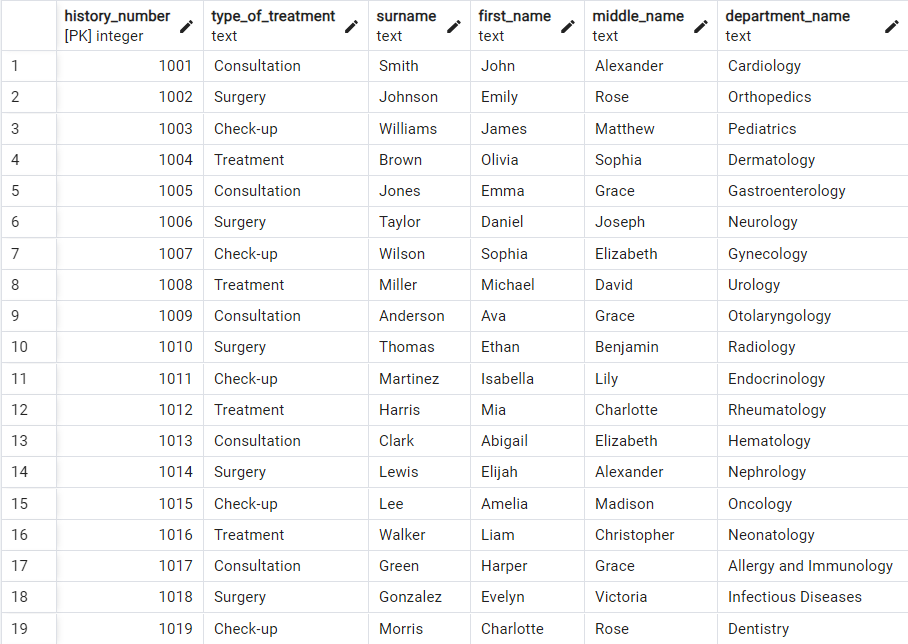 history_number type_of_treatment surname first_name middle_name department_name
[PK] integer text text text text text
1 1001 Consultation Smith John Alexander Cardiology
2 1002 Surgery Johnson Emily Rose Orthopedics
3 1003 Check-up Williams James Matthew Pediatrics
4 1004 Treatment Brown Olivia Sophia Dermatology
5 1005 Consultation Jones Emma Grace Gastroenterology
6 1006 Surgery Taylor Daniel Joseph Neurology
7 1007 Check-up Wilson Sophia Elizabeth Gynecology
8 1008 Treatment Miller Michael David Urology
9 1009 Consultation Anderson Ava Grace Otolaryngology
10 1010 Surgery Thomas Ethan Benjamin Radiology
11 1011 Check-up Martinez Isabella Lily Endocrinology
12 1012 Treatment Harris Mia Charlotte Rheumatology
13 1013 Consultation Clark Abigail Elizabeth Hematology
14 1014 Surgery Lewis Elijah Alexander Nephrology
15 1015 Check-up Lee Amelia Madison Oncology
16 1016 Treatment Walker Liam Christopher Neonatology
17 1017 Consultation Green Harper Grace Allergy and Immunology
18 1018 Surgery Gonzalez Evelyn Victoria Infectious Diseases
19 1019 Check-up Morris Charlotte Rose Dentistry